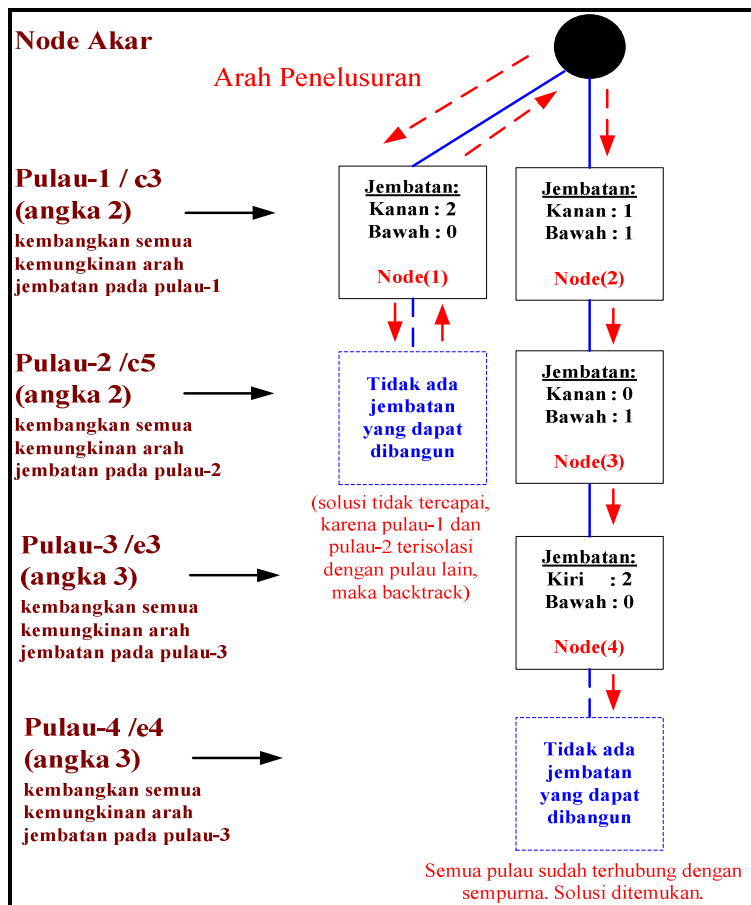 Node Akar
Arah Penelusuran
Pulau-1 / c3
(angka 2)
kembangkan semua
kemungkinan arah
jembatan pada pulau-1
Jembatan:
Kanan : 2
Bawah : 0
Node(1)
Jembatan:
Kanan : 1
Bawah : 1
Node(2)
Pulau-2 /c5
(angka 2)
kembangkan semua
kemungkinan arah
jembatan pada pulau-2
Tidak ada
jembatan
yang dapat
dibangun
Jembatan:
Kanan : 0
Bawah : 1
Node(3)
(solusi tidak tercapai,
karena pulau-1 dan
pulau-2 terisolasi
dengan pulau lain,
maka backtrack)
Pulau-3 /e3
(angka 3)
kembangkan semua
kemungkinan arah
jembatan pada pulau-3
Jembatan:
Kiri : 2
Bawah : 0
Node(4)
Pulau-4 /e4
(angka 3)
kembangkan semua
kemungkinan arah
jembatan pada pulau-3
Tidak ada
jembatan
yang dapat
dibangun
Semua pulau sudah terhubung dengan
sempurna. Solusi ditemukan.